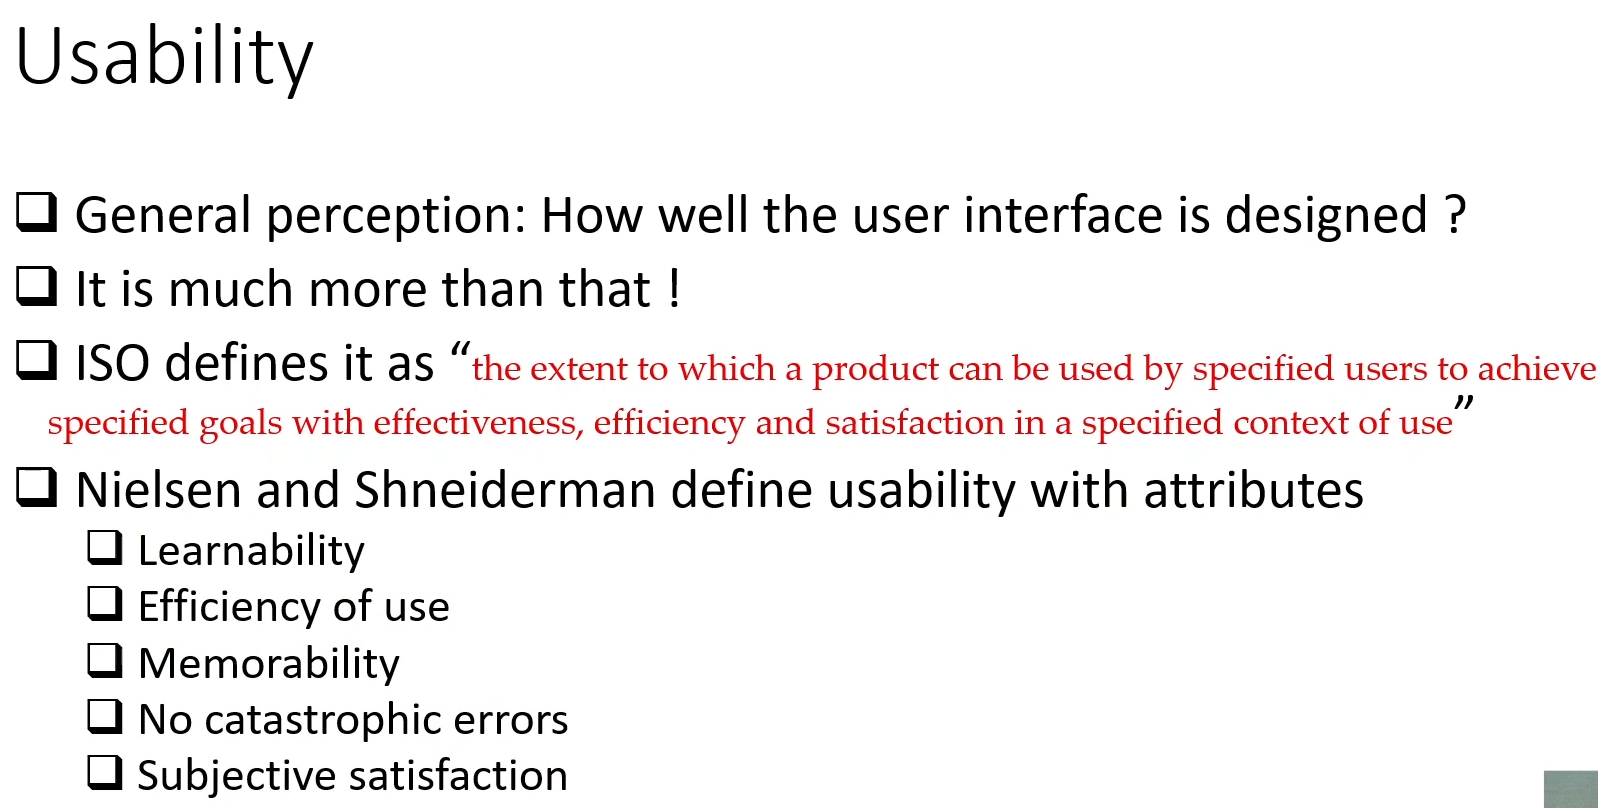 Usability
General perception: How well the user interface is designed ?
It is much more than that !
ISO defines it as “the extent to which a product can be used by specified users to achieve
specified goals with effectiveness, efficiency and satisfaction in a specified context of use”
Nielsen and Shneiderman define usability with attributes
Learnability
Efficiency of use
Memorability
No catastrophic errors
Subjective satisfaction